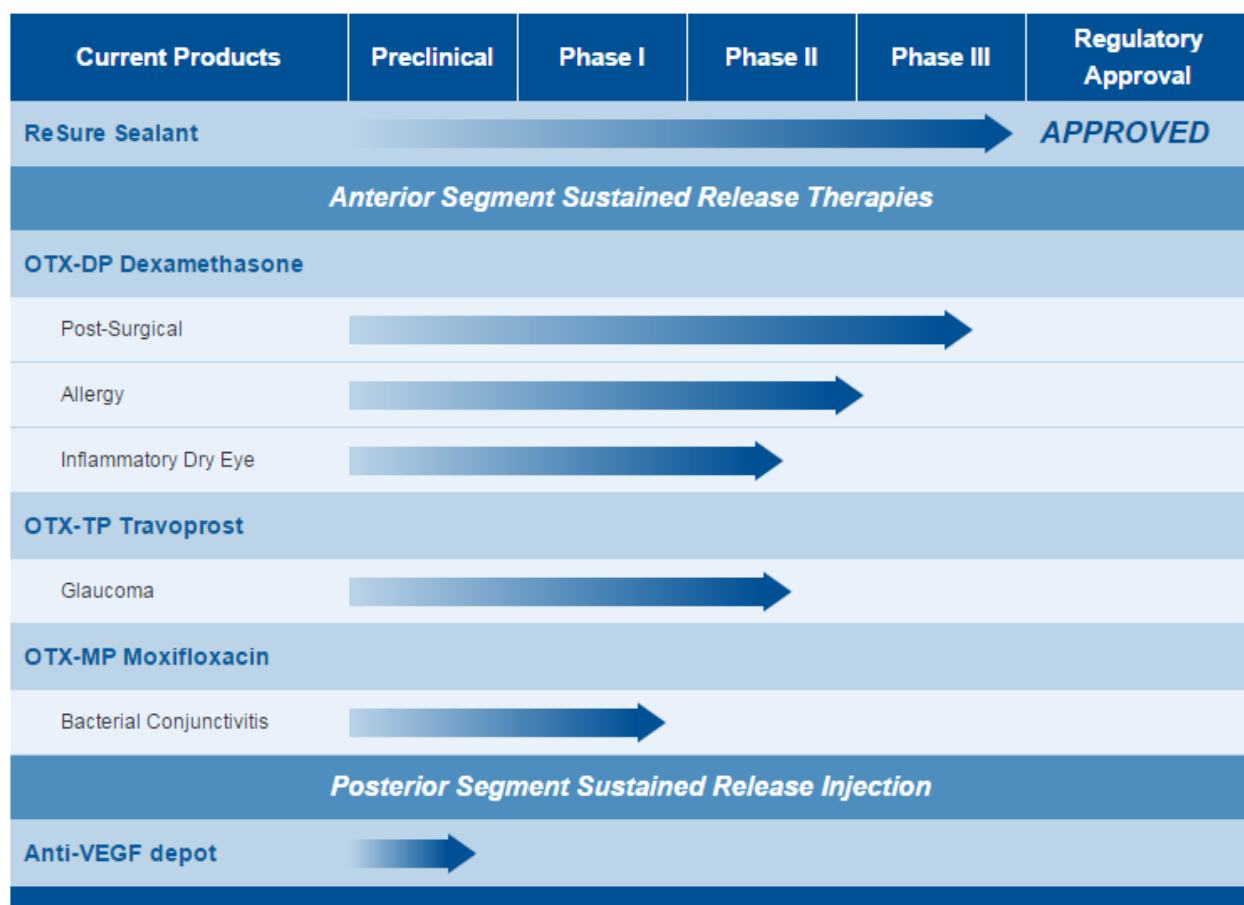 Current Products Preclinical Phase I Phase II Phase III Regulatory Approval
ReSure Sealant APPROVED
Anterior Segment Sustained Release Therapies
OTX-DP Dexamethasone
Post-Surgical
Allergy
Inflammatory Dry Eye
OTX-TP Travoprost
Glaucoma
OTX-MP Moxifloxacin
Bacterial Conjunctivitis
Posterior Segment Sustained Release Injection
Anti-VEGF depot